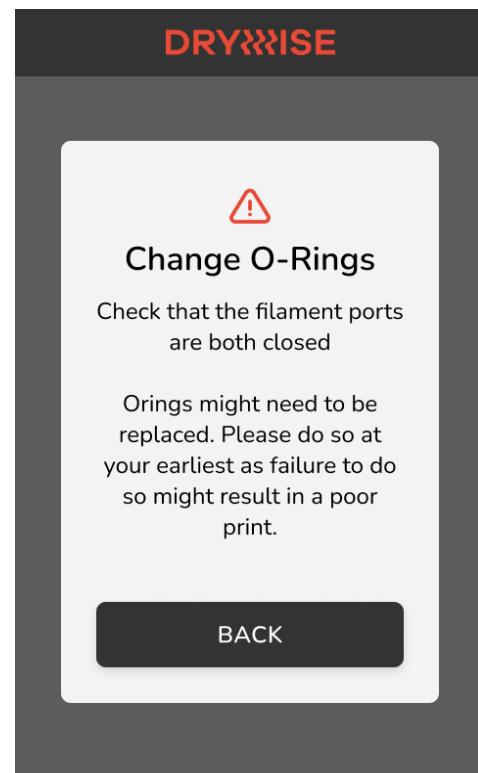 DRYWISE
Change O-Rings
Check that the filament ports
are both closed
Orings might need to be
replaced. Please do so at
your earliest as failure to do
so might result in a poor
print.
BACK